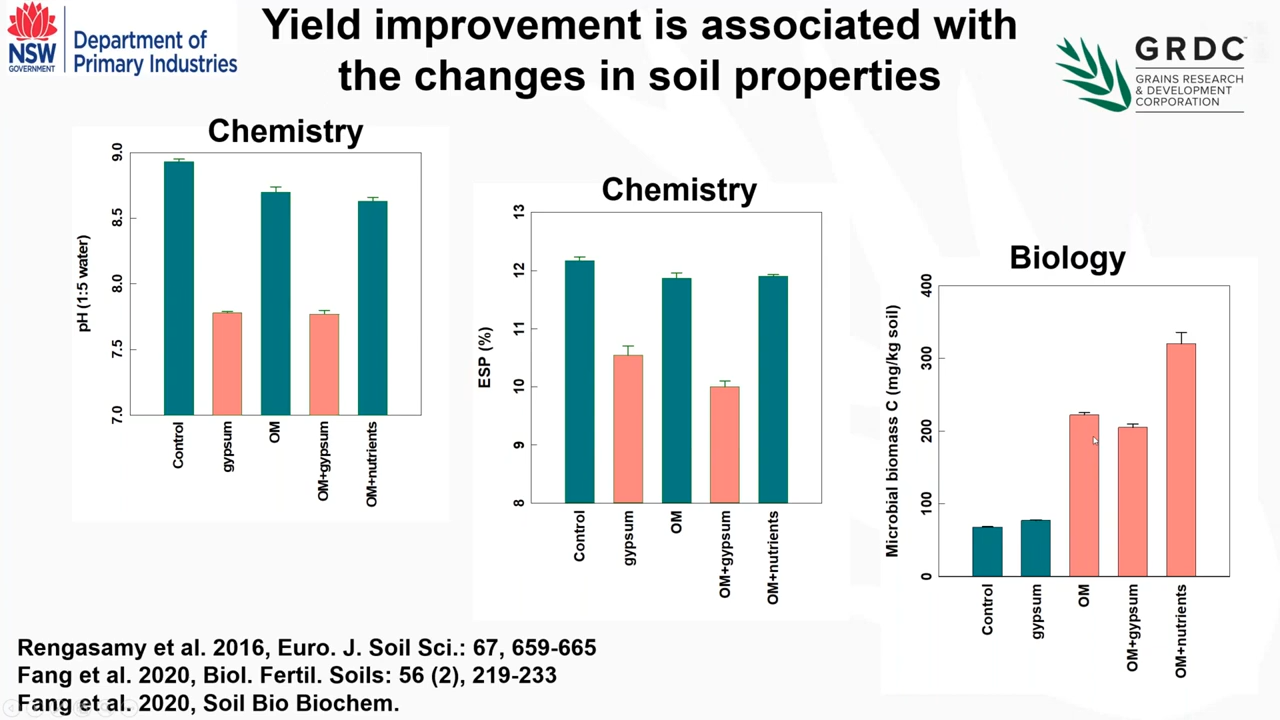 Yield improvement is associated with
the changes in soil properties
NSW
GOVERNMENT
Department of
Primary Industries
GRDC
GRAINS RESEARCH
& DEVELOPMENT
CORPORATION
Chemistry
pH (1:5 water)
9.0
8.5
8.0
7.5
7.0
Control
gypsum
OM
OM+gypsum
OM+nutrients
Chemistry
ESP (%)
13
12
11
10
9
8
Control
gypsum
OM
OM+gypsum
OM+nutrients
Biology
Microbial biomass C (mg/kg soil)
400
300
200
100
0
Control
gypsum
OM
OM+gypsum
OM+nutrients
Rengasamy et al. 2016, Euro. J. Soil Sci.: 67, 659-665
Fang et al. 2020, Biol. Fertil. Soils: 56 (2), 219-233
Fang et al. 2020, Soil Bio Biochem.